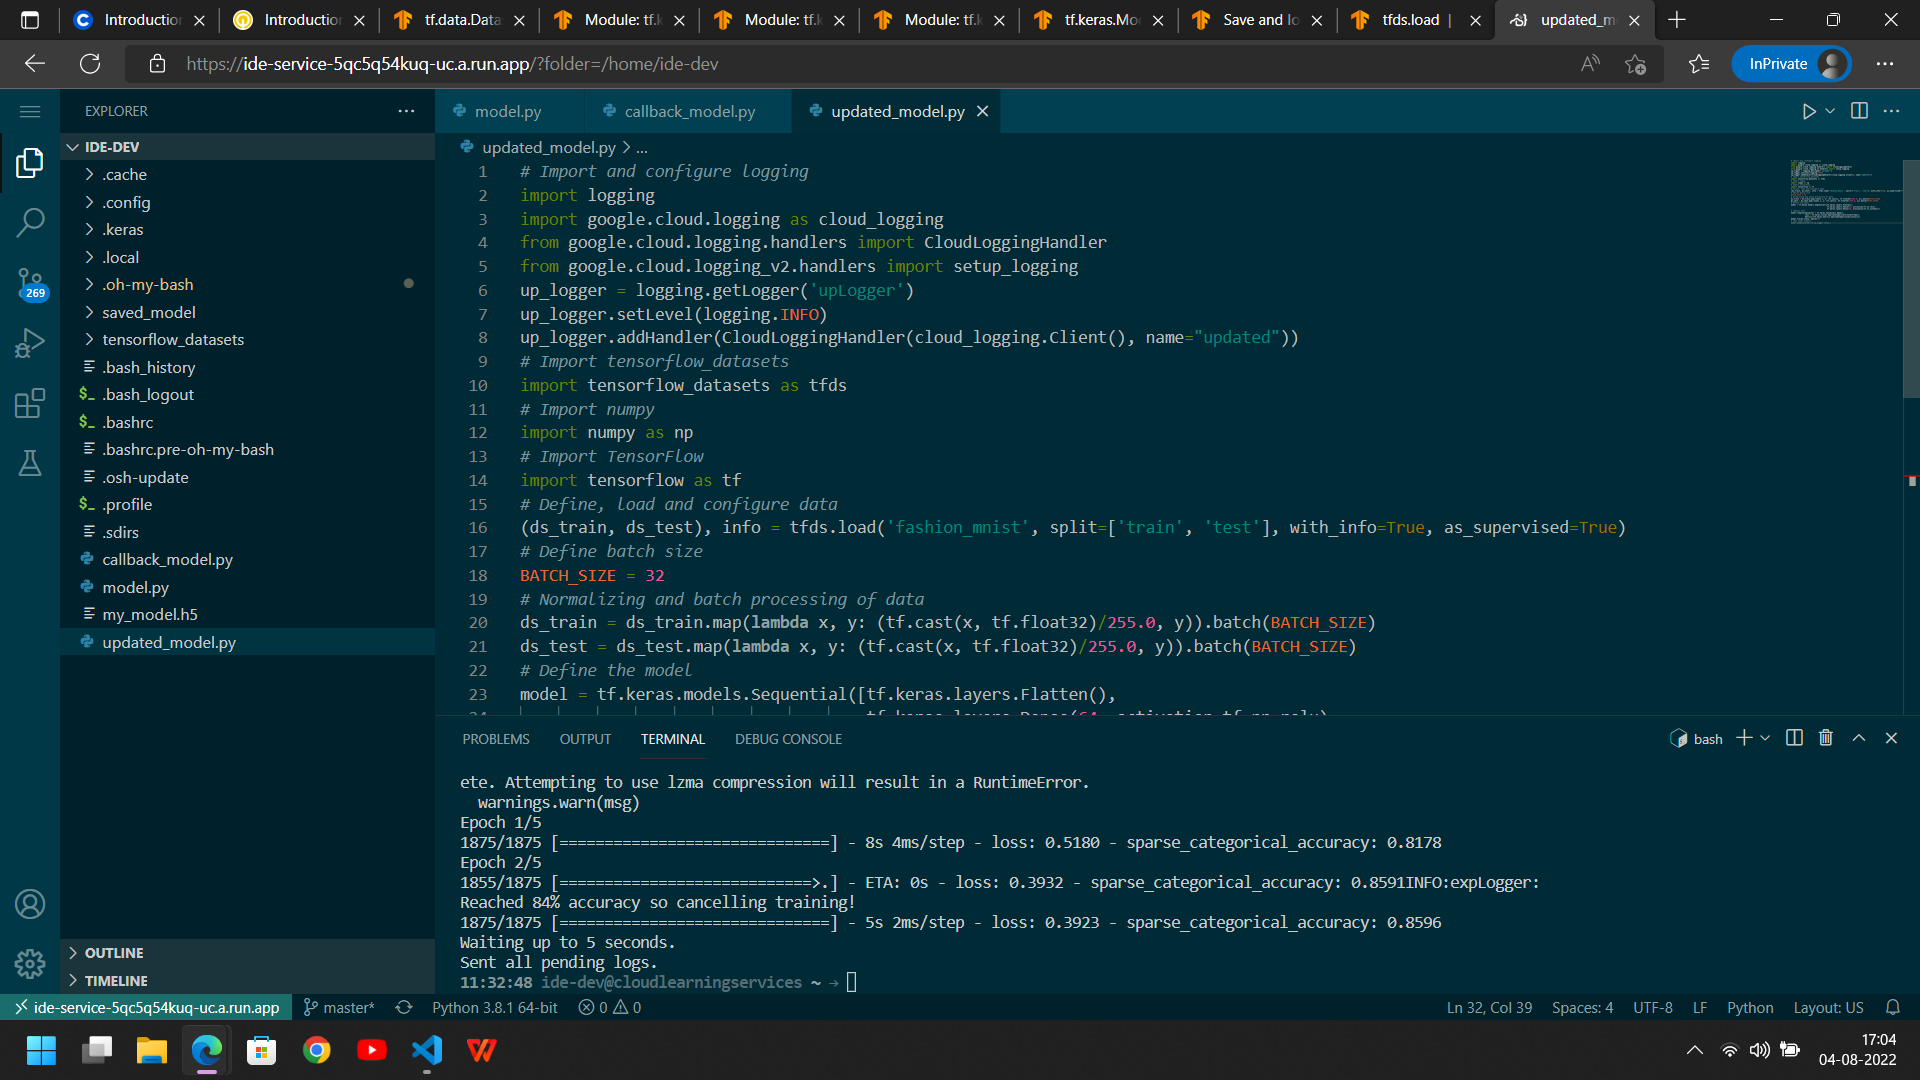 Introduction
Introduction
tf.data.Data
Module: tf.k
Module: tf.k
Module: tf.k
tf.keras.Mo
Save and lo
tfds.load |
updated_m
https://ide-service-5qc5q54kuq-uc.a.run.app/?folder=/home/ide-dev
InPrivate
EXPLORER
IDE-DEV
.cache
.config
.keras
.local
.oh-my-bash
saved_model
tensorflow_datasets
.bash_history
.bash_logout
.bashrc
.bashrc.pre-oh-my-bash
.osh-update
.profile
.sdirs
callback_model.py
model.py
my_model.h5
updated_model.py
OUTLINE
TIMELINE
269
model.py
callback_model.py
updated_model.py
updated_model.py > ...
1 # Import and configure logging
2 import logging
3 import google.cloud.logging as cloud_logging
4 from google.cloud.logging.handlers import CloudLoggingHandler
5 from google.cloud.logging_v2.handlers import setup_logging
6 up_logger = logging.getLogger('upLogger')
7 up_logger.setLevel(logging.INFO)
8 up_logger.addHandler(CloudLoggingHandler(cloud_logging.Client(), name="updated"))
9 # Import tensorflow_datasets
10 import tensorflow_datasets as tfds
11 # Import numpy
12 import numpy as np
13 # Import TensorFlow
14 import tensorflow as tf
15 # Define, load and configure data
16 (ds_train, ds_test), info = tfds.load('fashion_mnist', split=['train', 'test'], with_info=True, as_supervised=True)
17 # Define batch size
18 BATCH_SIZE = 32
19 # Normalizing and batch processing of data
20 ds_train = ds_train.map(lambda x, y: (tf.cast(x, tf.float32)/255.0, y)).batch(BATCH_SIZE)
21 ds_test = ds_test.map(lambda x, y: (tf.cast(x, tf.float32)/255.0, y)).batch(BATCH_SIZE)
22 # Define the model
23 model = tf.keras.models.Sequential([tf.keras.layers.Flatten(),
PROBLEMS
OUTPUT
TERMINAL
DEBUG CONSOLE
bash
ete. Attempting to use lzma compression will result in a RuntimeError.
warnings.warn(msg)
Epoch 1/5
1875/1875 [==============================] - 8s 4ms/step - loss: 0.5180 - sparse_categorical_accuracy: 0.8178
Epoch 2/5
1855/1875 [============================>.] - ETA: 0s - loss: 0.3932 - sparse_categorical_accuracy: 0.8591INFO:expLogger:
Reached 84% accuracy so cancelling training!
1875/1875 [==============================] - 5s 2ms/step - loss: 0.3923 - sparse_categorical_accuracy: 0.8596
Waiting up to 5 seconds.
Sent all pending logs.
11:32:48 ide-dev@cloudlearningservices ~ →
ide-service-5qc5q54kuq-uc.a.run.app
master*
Python 3.8.1 64-bit
0
0
Ln 32, Col 39
Spaces: 4
UTF-8
LF
Python
Layout: US
17:04
04-08-2022